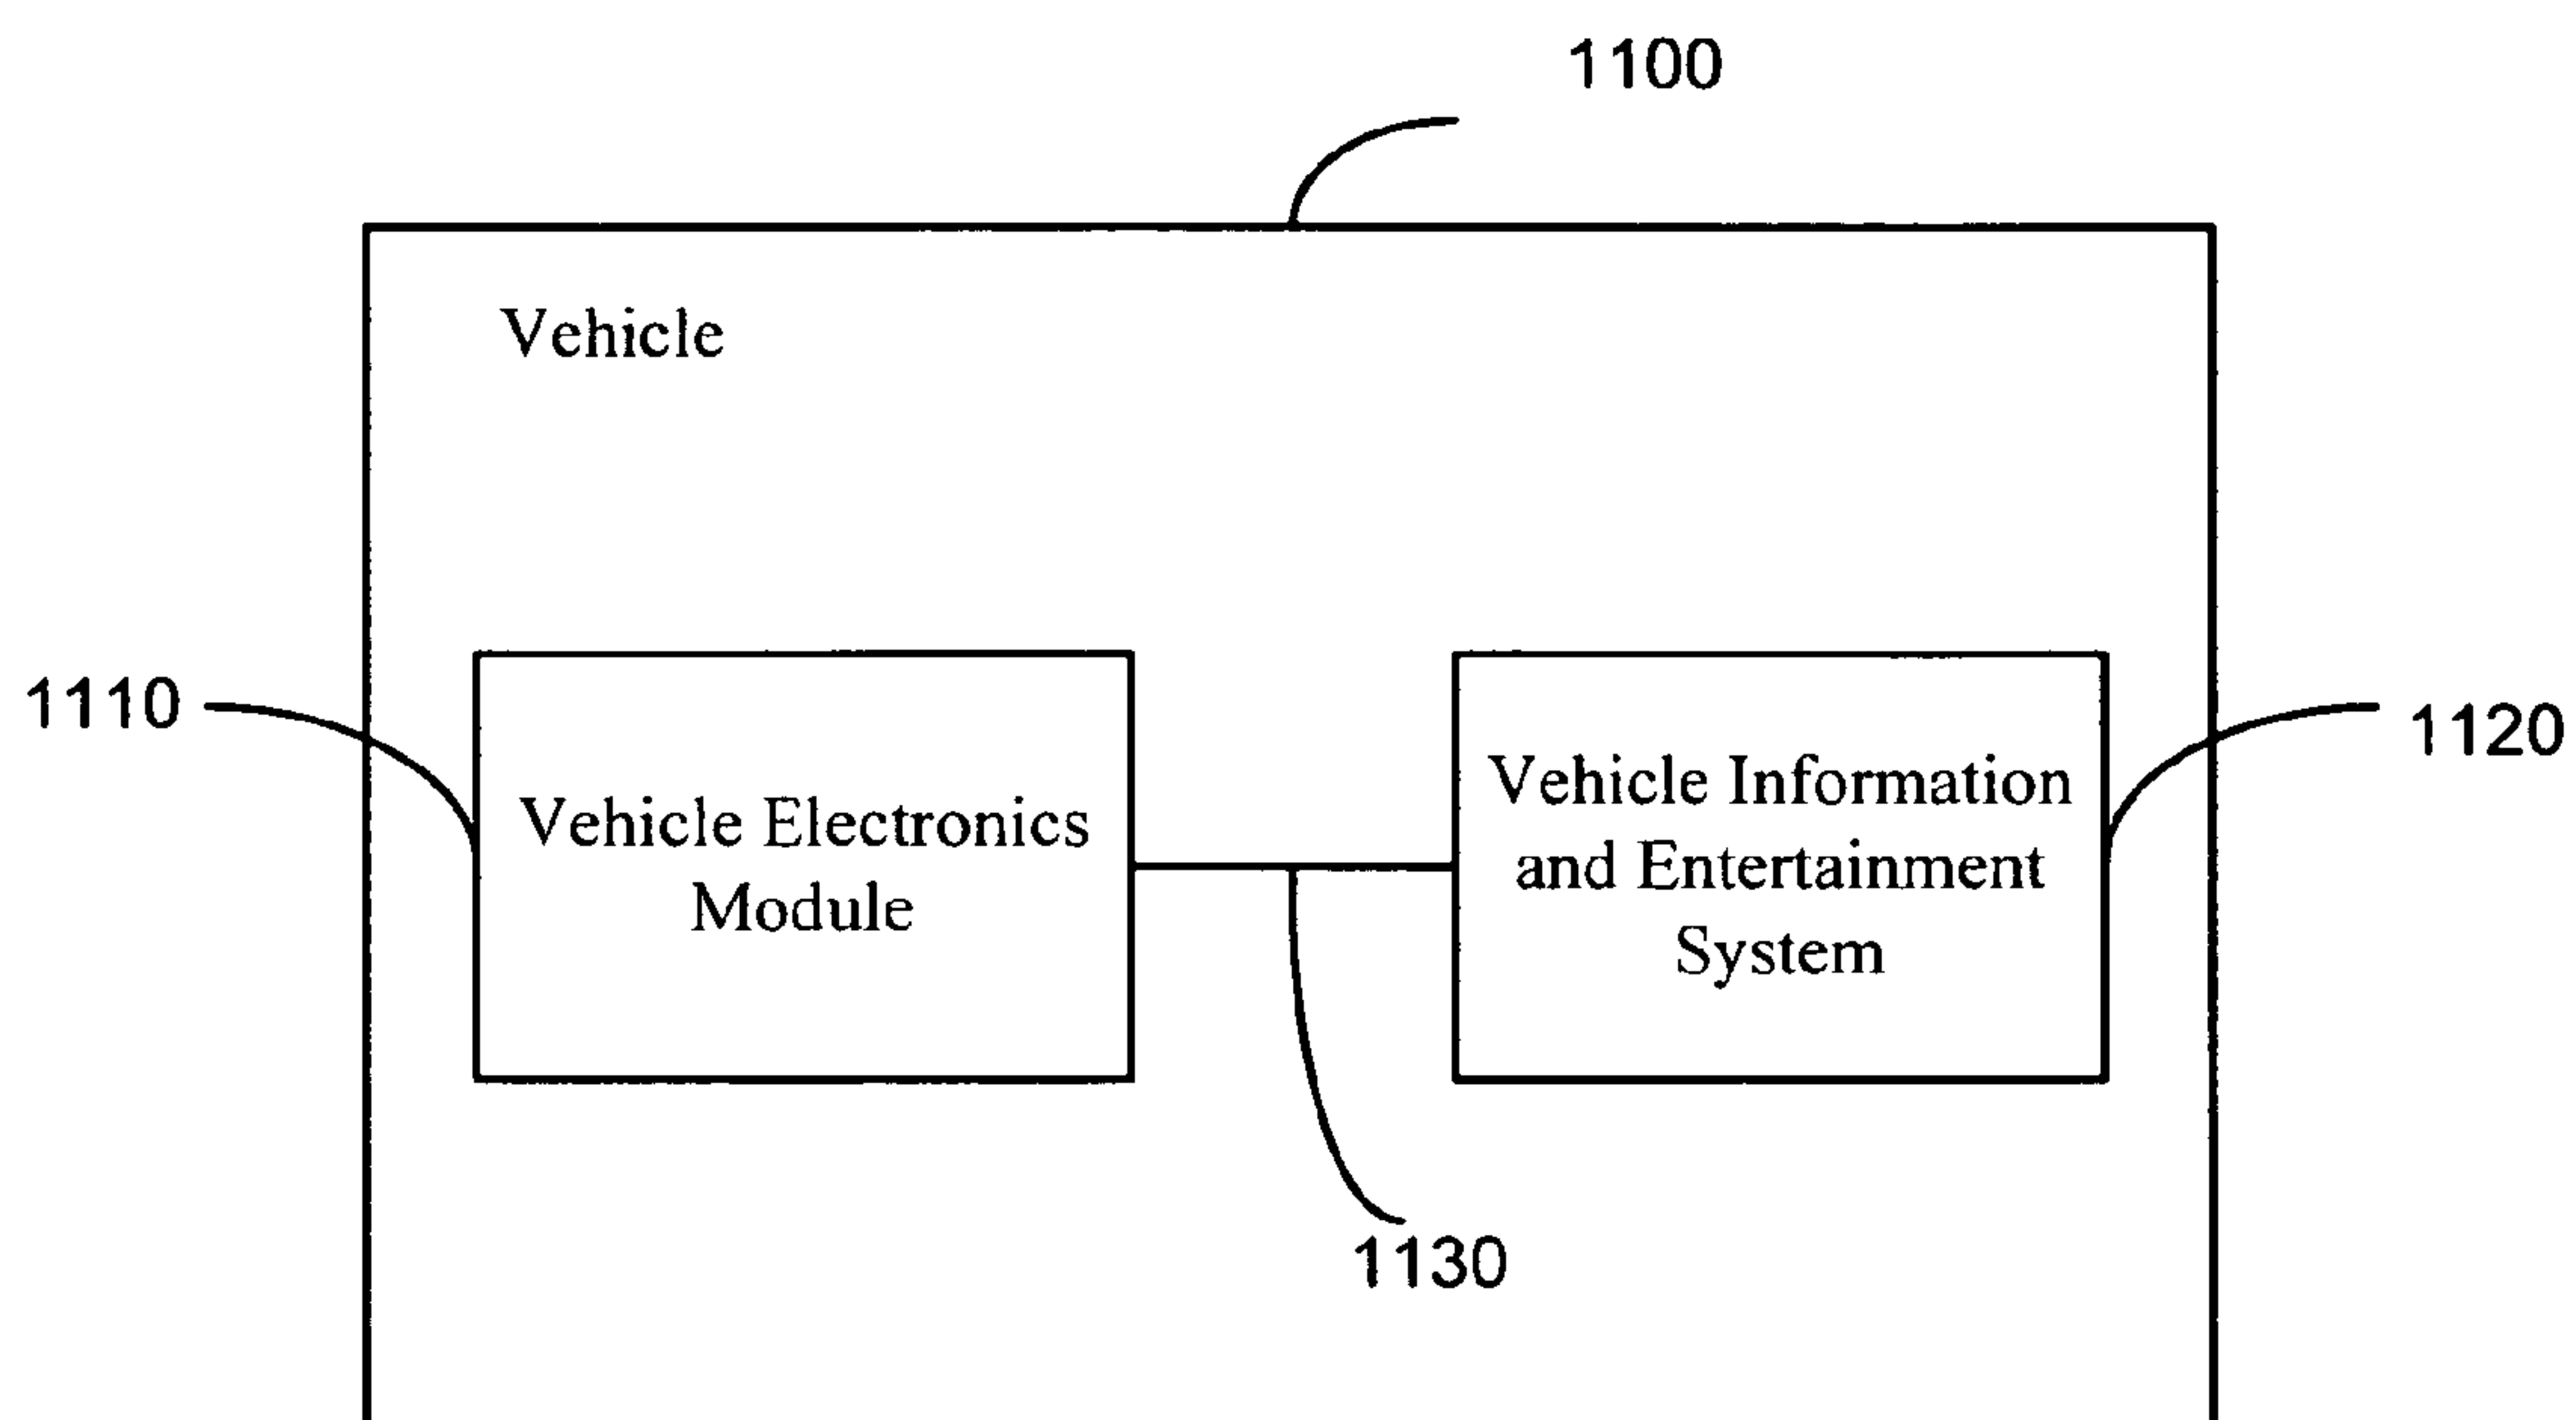 1100
Vehicle
1110
Vehicle Electronics
Module
Vehicle Information
and Entertainment
System
1120
1130